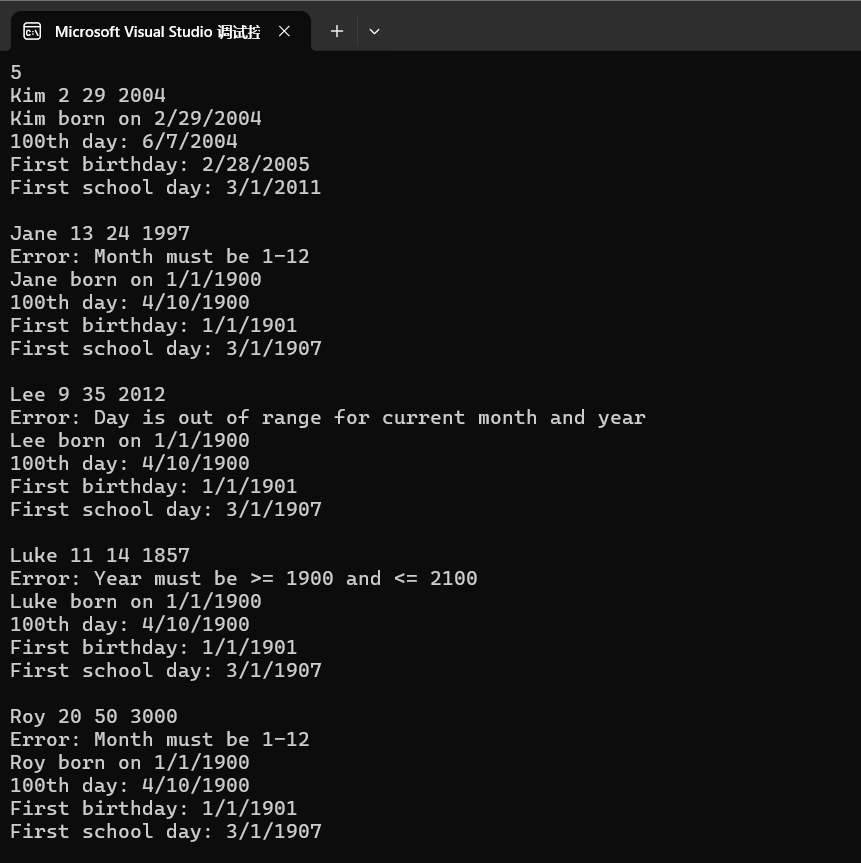 Microsoft Visual Studio 调试控
5
Kim 2 29 2004
Kim born on 2/29/2004
100th day: 6/7/2004
First birthday: 2/28/2005
First school day: 3/1/2011
Jane 13 24 1997
Error: Month must be 1-12
Jane born on 1/1/1900
100th day: 4/10/1900
First birthday: 1/1/1901
First school day: 3/1/1907
Lee 9 35 2012
Error: Day is out of range for current month and year
Lee born on 1/1/1900
100th day: 4/10/1900
First birthday: 1/1/1901
First school day: 3/1/1907
Luke 11 14 1857
Error: Year must be >= 1900 and <= 2100
Luke born on 1/1/1900
100th day: 4/10/1900
First birthday: 1/1/1901
First school day: 3/1/1907
Roy 20 50 3000
Error: Month must be 1-12
Roy born on 1/1/1900
100th day: 4/10/1900
First birthday: 1/1/1901
First school day: 3/1/1907